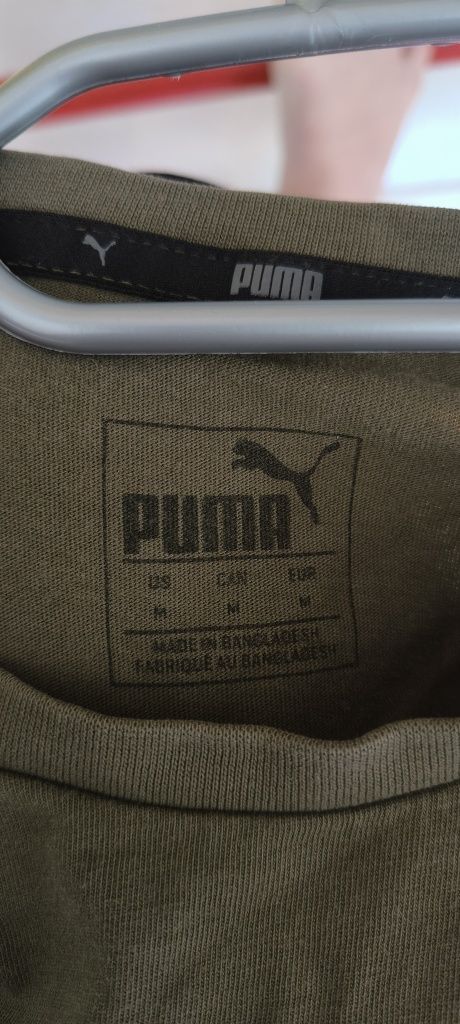 PUMA
PUMA
US CAN EUR
M M M
MADE IN BANGLADESH
FABRIQUÉ AU BANGLADESH